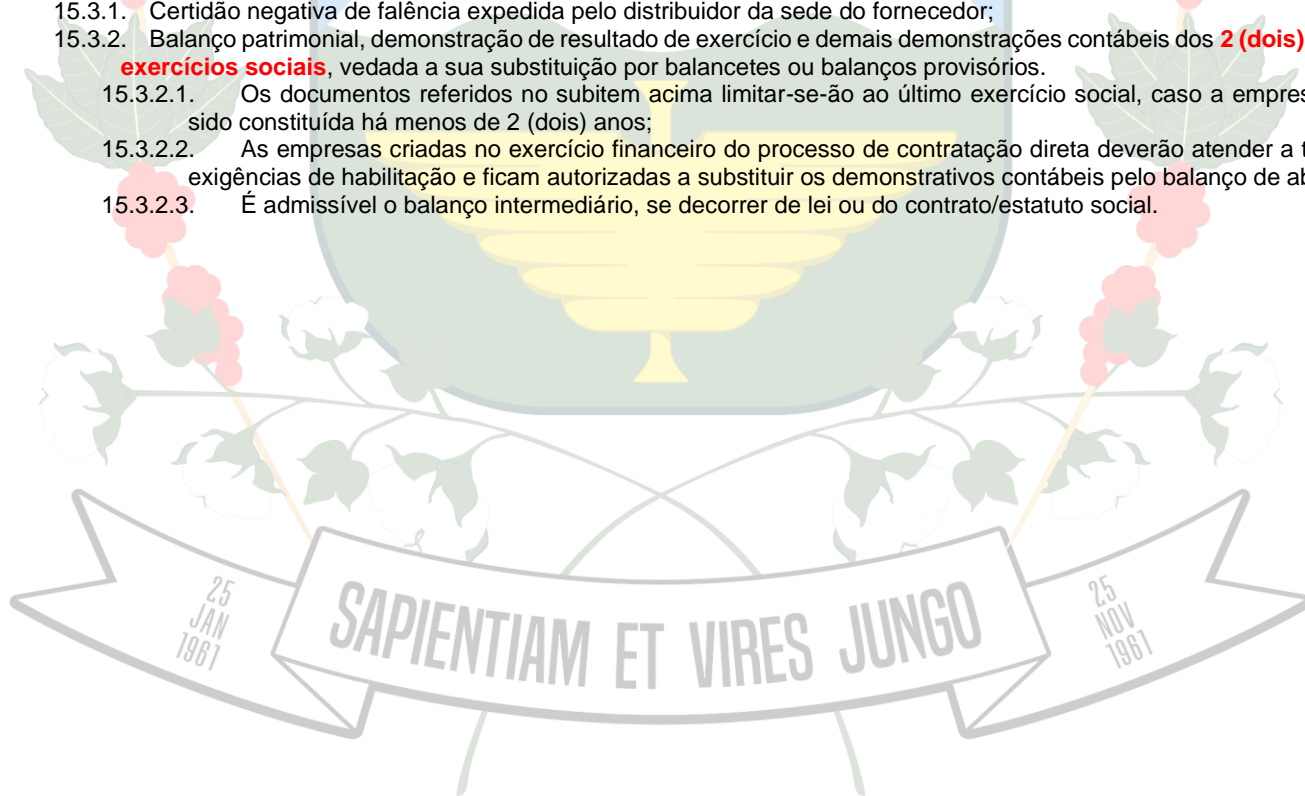 15.3.1. Certidão negativa de falência expedida pelo distribuidor da sede do fornecedor;
15.3.2. Balanço patrimonial, demonstração de resultado de exercício e demais demonstrações contábeis dos 2 (dois)
exercícios sociais, vedada a sua substituição por balancetes ou balanços provisórios.
15.3.2.1. Os documentos referidos no subitem acima limitar-se-ão ao último exercício social, caso a
sido constituída há menos de 2 (dois) anos;
15.3.2.2. As empresas criadas no exercício financeiro do processo de contratação direta deverão atender a
exigências de habilitação e ficam autorizadas a substituir os demonstrativos contábeis pelo balanço de
15.3.2.3. É admissível o balanço intermediário, se decorrer de lei ou do contrato/estatuto social.
25
JAN
1961
SAPIENTIAM ET VIRES JUNGO
25
NOV
1961